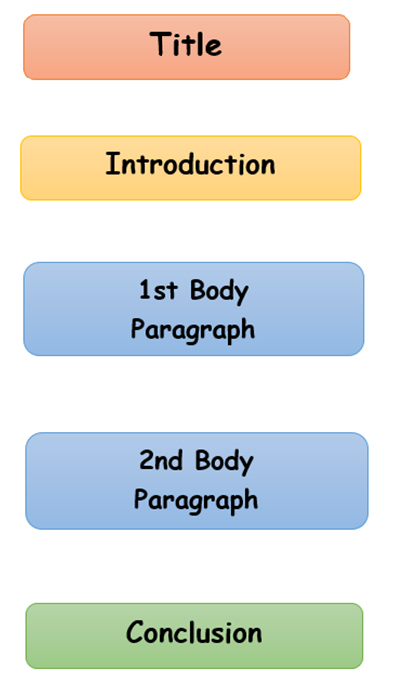 Title
Introduction
1st Body
Paragraph
2nd Body
Paragraph
Conclusion